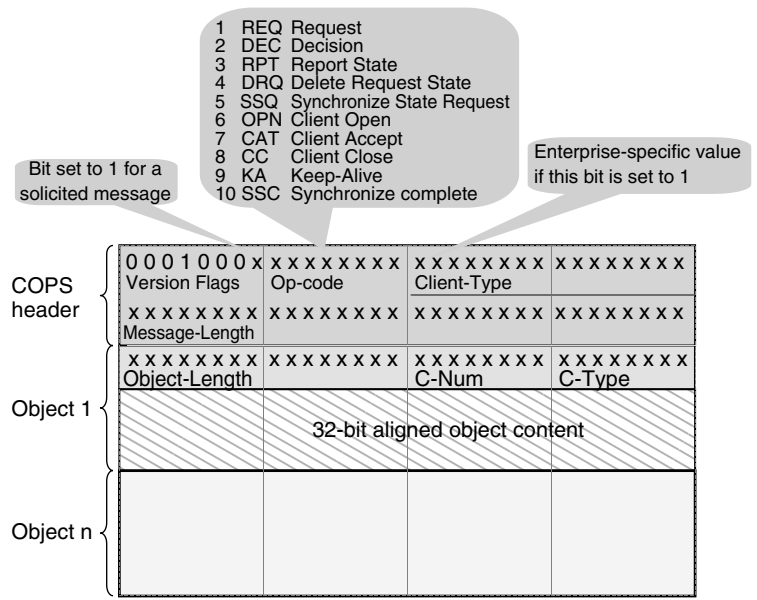 1 REQ Request
2 DEC Decision
3 RPT Report State
4 DRQ Delete Request State
5 SSQ Synchronize State Request
6 OPN Client Open
7 CAT Client Accept
8 CC Client Close
9 KA Keep-Alive
10 SSC Synchronize complete
Bit set to 1 for a
solicited message
Enterprise-specific value
if this bit is set to 1
COPS
header
0 0 0 1 0 0 0 x x x x x x x x x x x x x x x x x x x x x x x x x
Version Flags Op-code Client-Type
x x x x x x x x x x x x x x x x x x x x x x x x x x x x x x x x
Message-Length
Object 1
x x x x x x x x x x x x x x x x x x x x x x x x x x x x x x x x
Object-Length C-Num C-Type
32-bit aligned object content
Object n